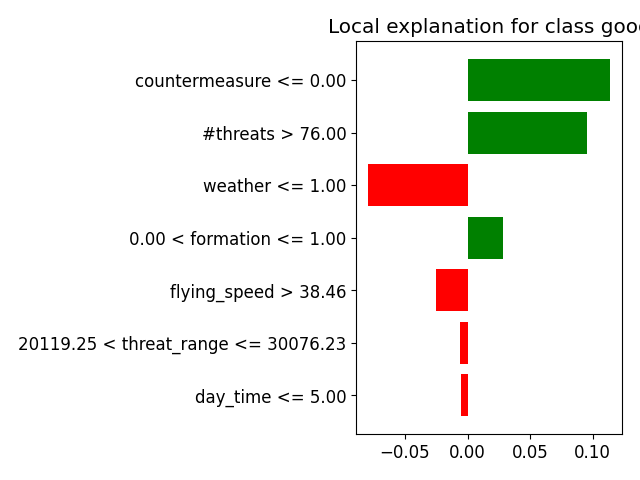 Local explanation for class goo
countermeasure <= 0.00
#threats > 76.00
weather <= 1.00
0.00 < formation <= 1.00
flying_speed > 38.46
20119.25 < threat_range <= 30076.23
day_time <= 5.00
−0.05 0.00 0.05 0.10